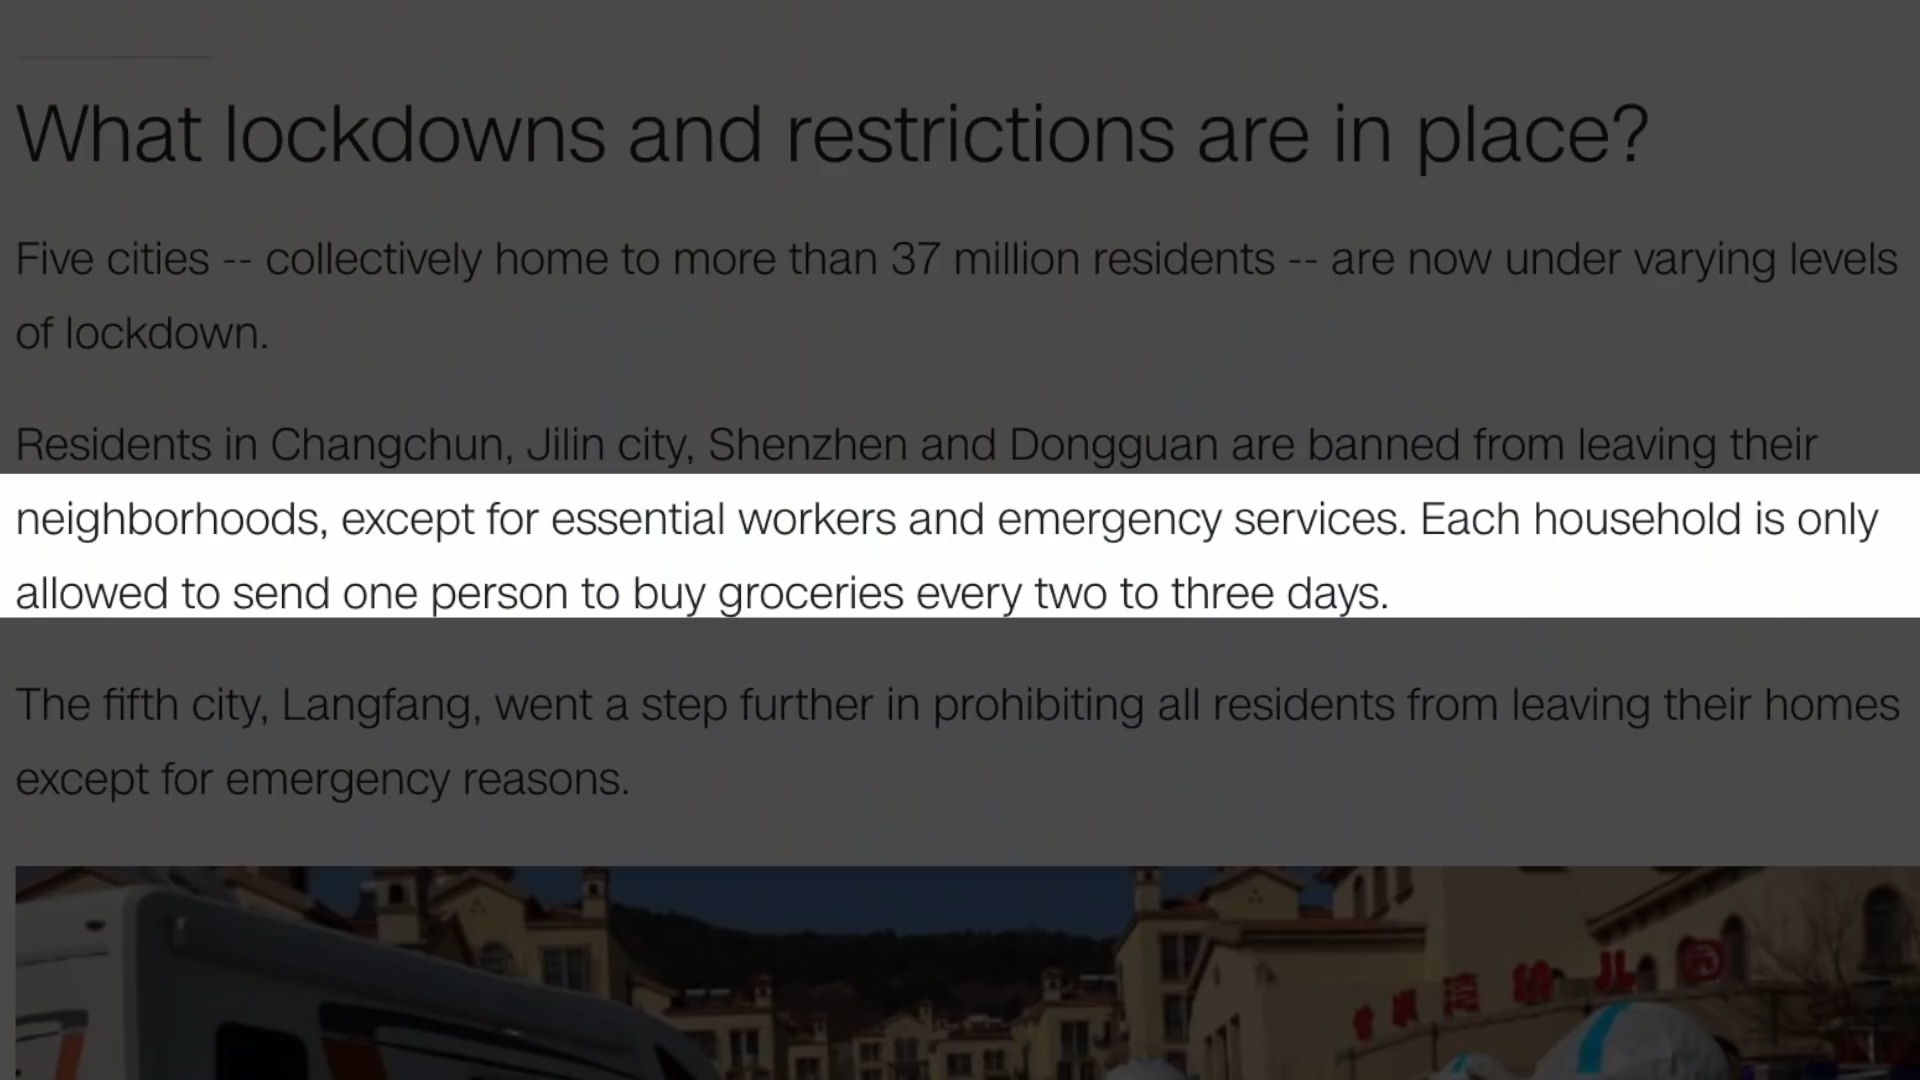 What lockdowns and restrictions are in place?
Five cities -- collectively home to more than 37 million residents -- are now under varying levels
of lockdown.
Residents in Changchun, Jilin city, Shenzhen and Dongguan are banned from leaving their
neighborhoods, except for essential workers and emergency services. Each household is only
allowed to send one person to buy groceries every two to three days.
The fifth city, Langfang, went a step further in prohibiting all residents from leaving their homes
except for emergency reasons.